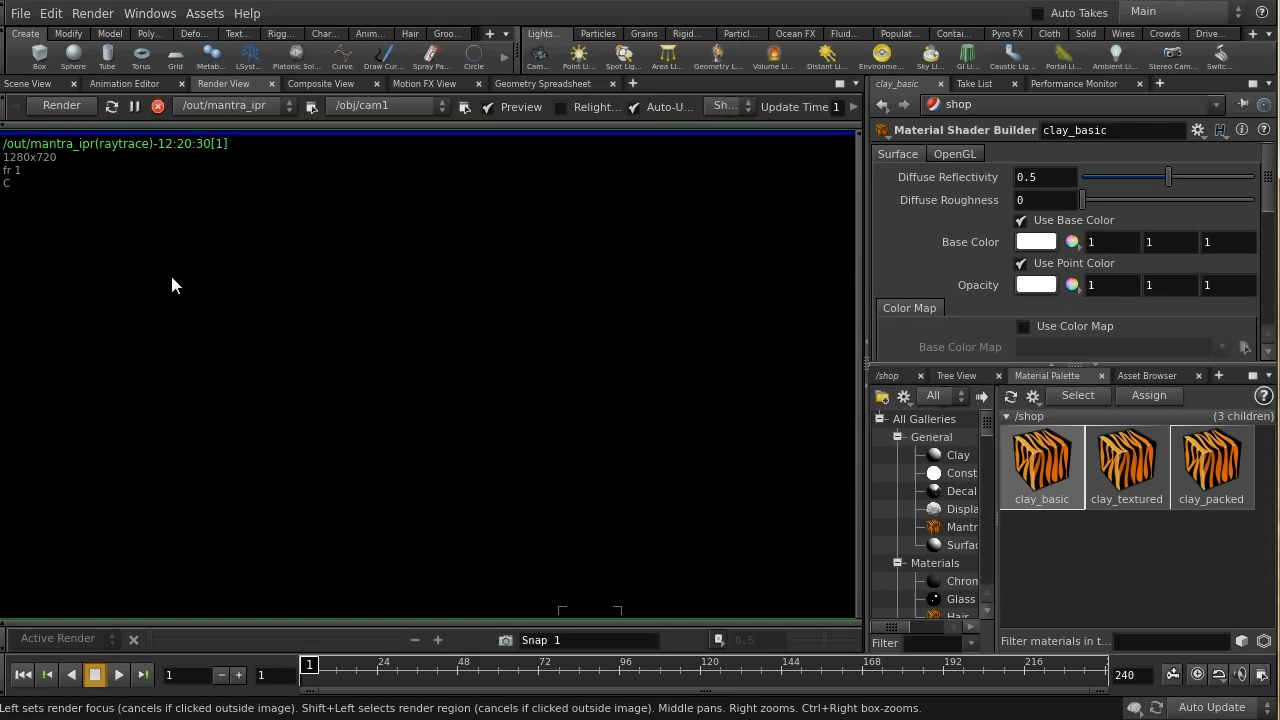 File Edit Render Windows Assets Help Auto Takes Main
Create Modify Model Poly... Defo... Text... Rigg... Char... Anim... Hair Groo... Lights... Particles Grains Rigid... Particl... Ocean FX Fluid... Populat... Contai... Pyro FX Cloth Solid Wires Crowds Drive...
Box Sphere Tube Torus Grid Metab... LSyst... Platonic Sol... Curve Draw Cur... Spray Pa... Circle Cam... Point Li... Spot Lig... Area Li... Geometry L... Volume Li... Distant Li... Environme... Sky Li... GI Li... Caustic Lig... Portal Li... Ambient Li... Stereo Cam... Switc...
Scene View Animation Editor Render View Composite View Motion FX View Geometry Spreadsheet clay_basic Take List Performance Monitor
Render /out/mantra_ipr /obj/cam1 Preview Relight... Auto-U... Sh... Update Time 1 shop
Material Shader Builder clay_basic
/out/mantra_ipr(raytrace)-12:20:30[1]
1280x720
fr 1
C
Surface OpenGL
Diffuse Reflectivity 0.5
Diffuse Roughness 0
Use Base Color
Base Color 1 1 1
Use Point Color
Opacity 1 1 1
Color Map
Use Color Map
Base Color Map
/shop Tree View Material Palette Asset Browser
All Select Assign
All Galleries
General
Clay
Const
Decal
Displa
Mantr
Surfac
Materials
Chron
Glass
Hair
Filter
/shop (3 children)
clay_basic clay_textured clay_packed
Filter materials in t...
Active Render Snap 1 0.5
1 1 1 24 48 72 96 120 144 168 192 216 240
Left sets render focus (cancels if clicked outside image). Shift+Left selects render region (cancels if clicked outside image). Middle pans. Right zooms. Ctrl+Right box-zooms. Auto Update